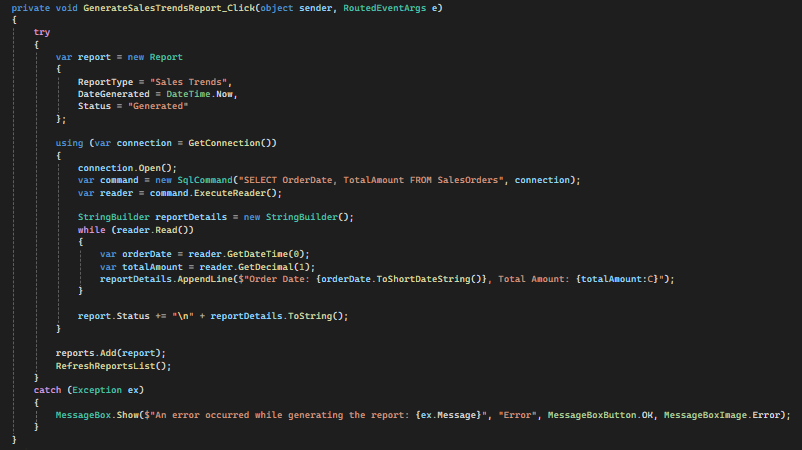 private void GenerateSalesTrendsReport_Click(object sender, RoutedEventArgs e)
{
try
{
var report = new Report
{
ReportType = "Sales Trends",
DateGenerated = DateTime.Now,
Status = "Generated"
};
using (var connection = GetConnection())
{
connection.Open();
var command = new SqlCommand("SELECT OrderDate, TotalAmount FROM SalesOrders", connection);
var reader = command.ExecuteReader();
StringBuilder reportDetails = new StringBuilder();
while (reader.Read())
{
var orderDate = reader.GetDateTime(0);
var totalAmount = reader.GetDecimal(1);
reportDetails.AppendLine($"Order Date: {orderDate.ToShortDateString()}, Total Amount: {totalAmount:C}");
}
report.Status += "\n" + reportDetails.ToString();
}
reports.Add(report);
RefreshReportsList();
}
catch (Exception ex)
{
MessageBox.Show($"An error occurred while generating the report: {ex.Message}", "Error", MessageBoxButton.OK, MessageBoxImage.Error);
}
}